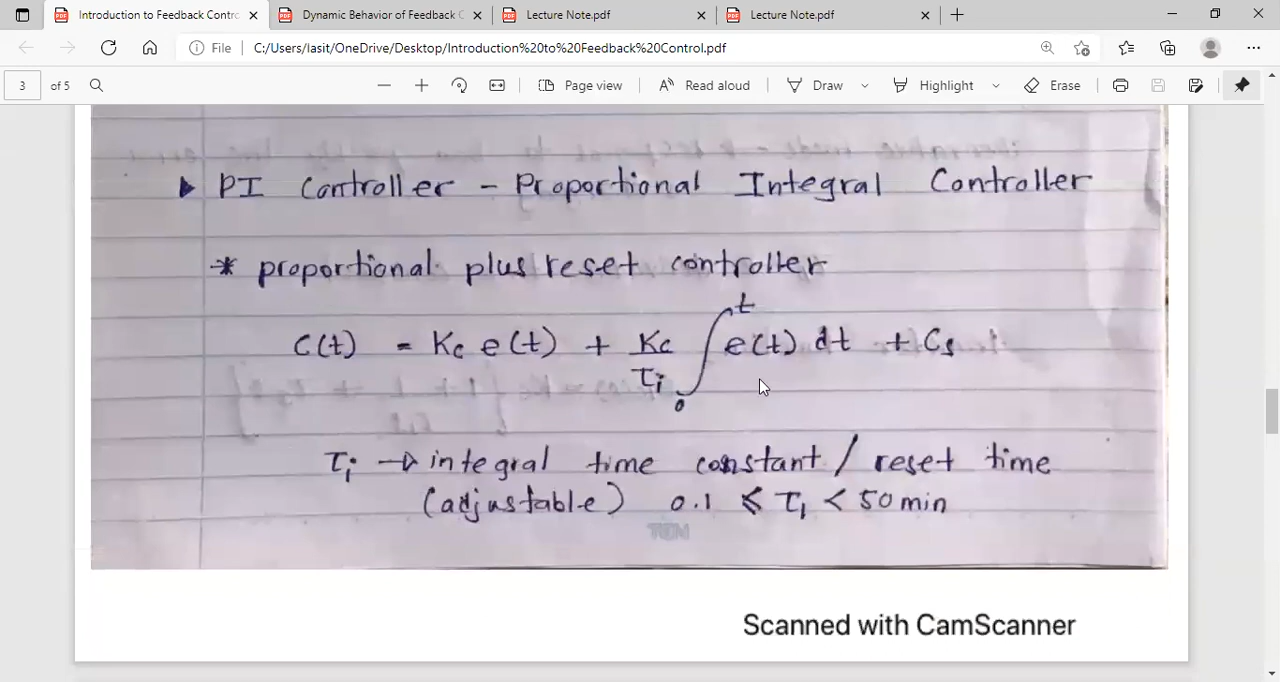 Introduction to Feedback Contro
Dynamic Behavior of Feedback C
Lecture Note.pdf
Lecture Note.pdf
File
C:/Users/lasit/OneDrive/Desktop/Introduction%20to%20Feedback%20Control.pdf
3 of 5
Page view
Read aloud
Draw
Highlight
Erase
▶ PI Controller - Proportional Integral Controller
* proportional plus reset controller
C(t) = Kc e(t) + Kc/τi ∫₀ᵗ e(t) dt + Cs
τi → integral time constant / reset time
(adjustable) 0.1 ≤ τ1 < 50 min
Scanned with CamScanner